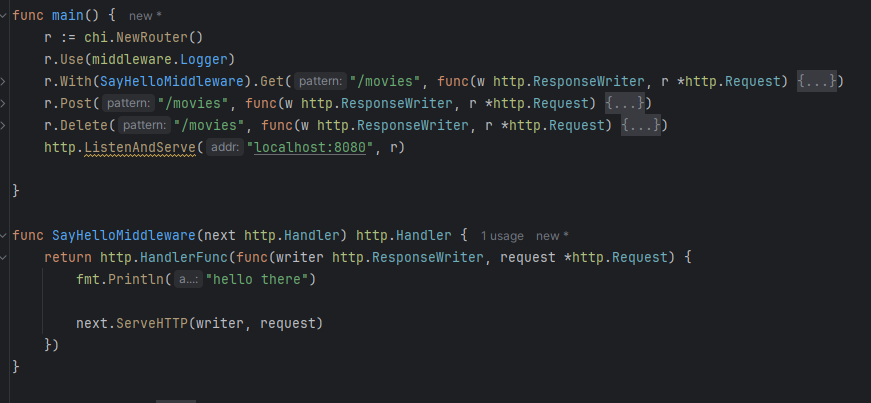 func main() { new *
r := chi.NewRouter()
r.Use(middleware.Logger)
r.With(SayHelloMiddleware).Get( pattern: "/movies", func(w http.ResponseWriter, r *http.Request) {...})
r.Post( pattern: "/movies", func(w http.ResponseWriter, r *http.Request) {...})
r.Delete( pattern: "/movies", func(w http.ResponseWriter, r *http.Request) {...})
http.ListenAndServe( addr: "localhost:8080", r)
}
func SayHelloMiddleware(next http.Handler) http.Handler { 1 usage new *
return http.HandlerFunc(func(writer http.ResponseWriter, request *http.Request) {
fmt.Println( a...: "hello there")
next.ServeHTTP(writer, request)
})
}